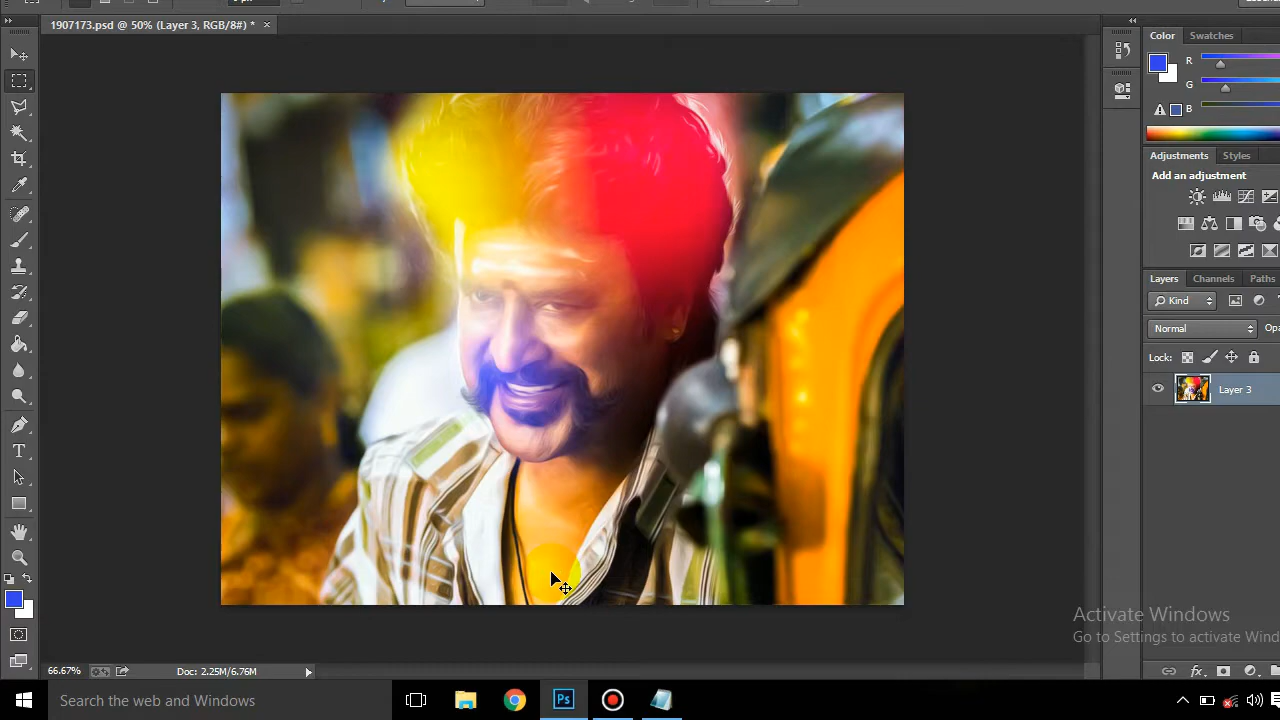 1907173.psd @ 50% (Layer 3, RGB/8#) * ×
Color Swatches
R
G
B
Adjustments Styles
Add an adjustment
Layers Channels Paths
Kind
Normal
Lock:
Layer 3
fx
T
Activate Windows
Go to Settings to activate Wind
66.67%
Doc: 2.25M/6.76M
Search the web and Windows
Ps